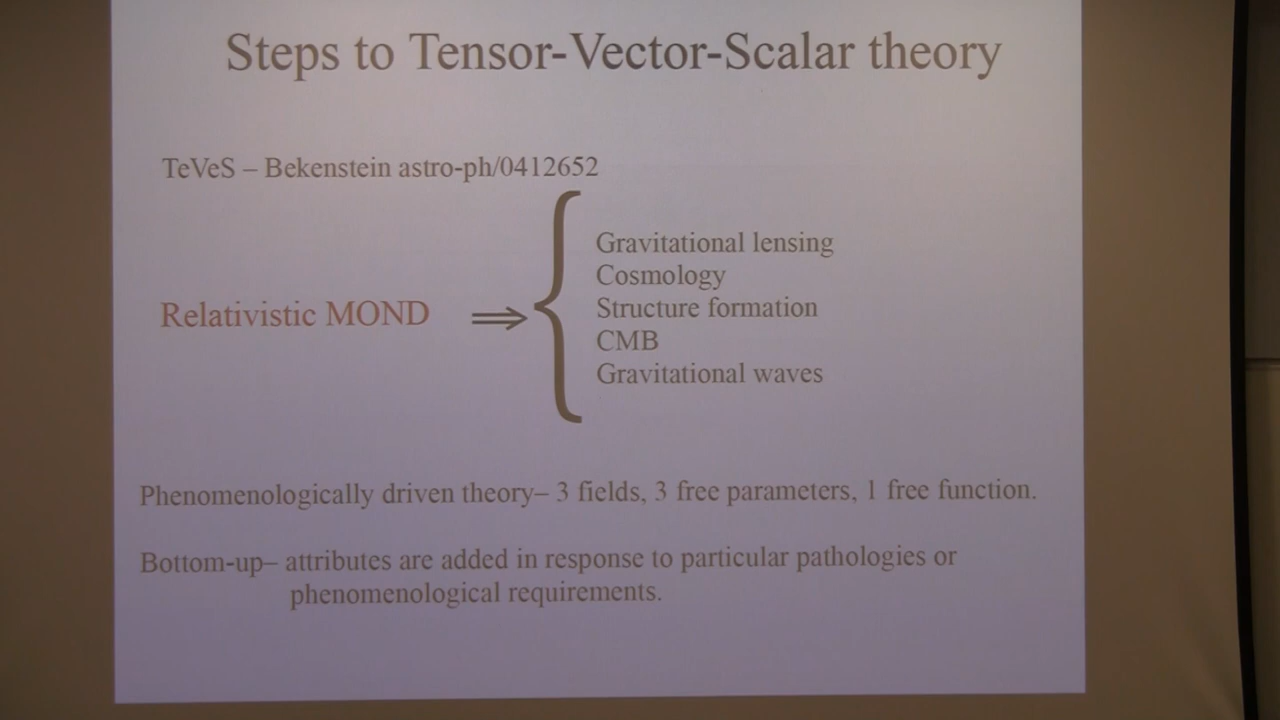 Steps to Tensor-Vector-Scalar theory
TeVeS – Bekenstein astro-ph/0412652
Relativistic MOND ⇒ {
Gravitational lensing
Cosmology
Structure formation
CMB
Gravitational waves
Phenomenologically driven theory– 3 fields, 3 free parameters, 1 free function.
Bottom-up– attributes are added in response to particular pathologies or
phenomenological requirements.